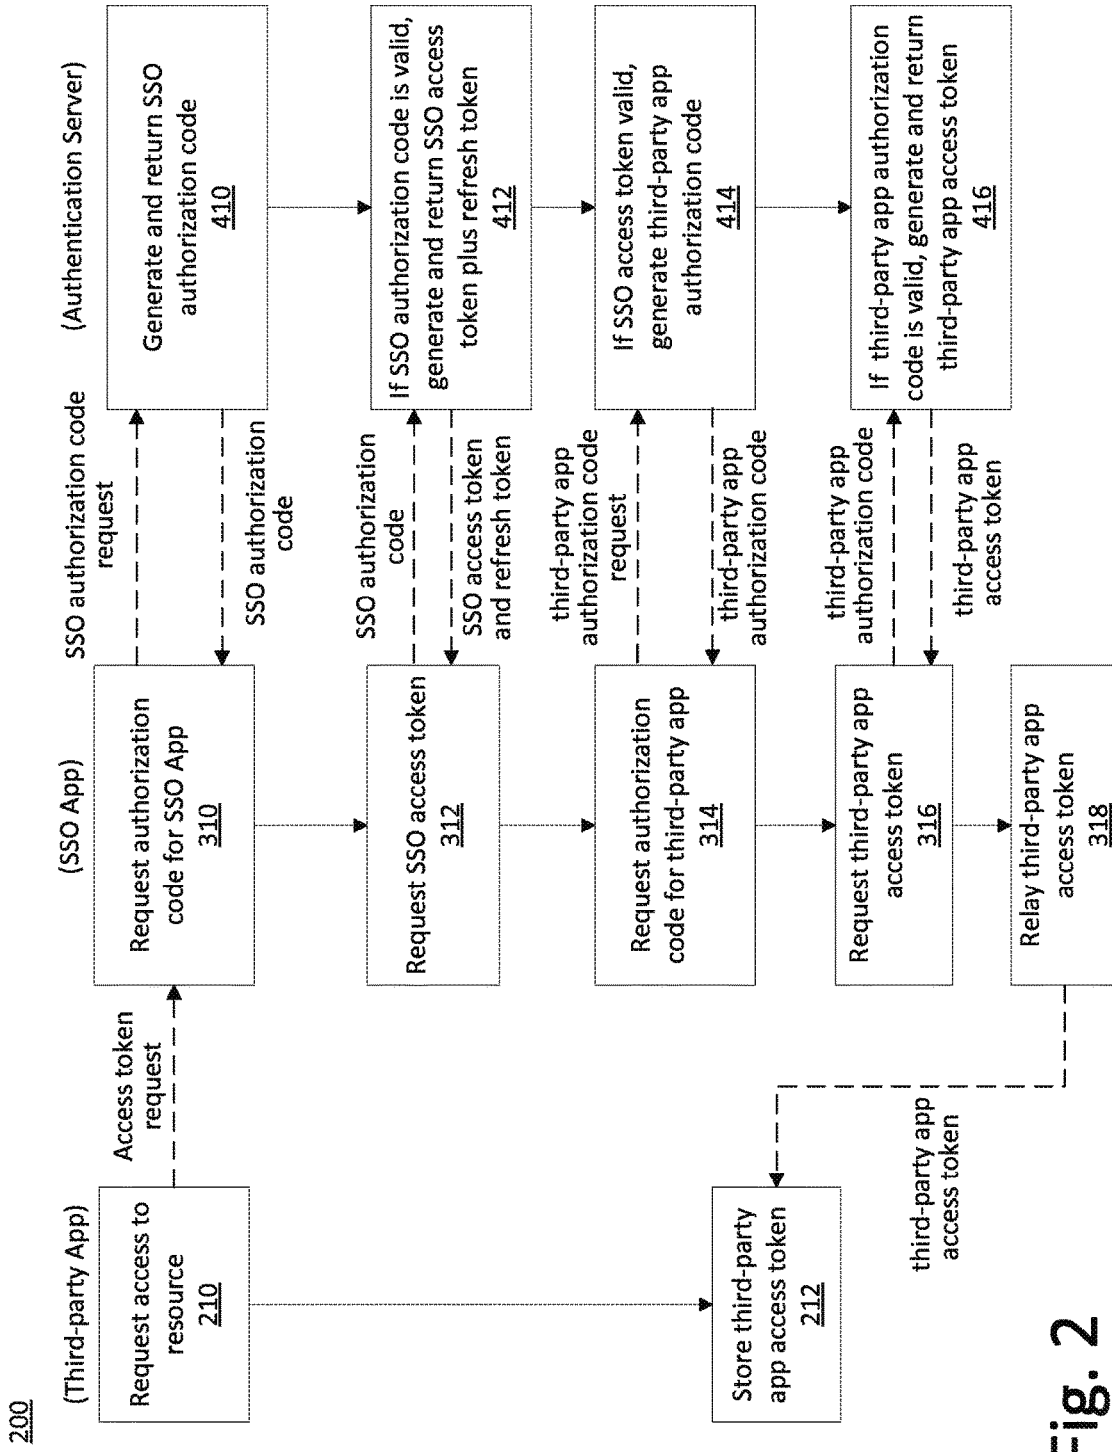 200
(Third-party App)
Request access to
resource
210
Store third-party
app access token
212
Access token
request
third-party app
access token
(SSO App)
Request authorization
code for SSO App
310
Request SSO access token
312
Request authorization
code for third-party app
314
Request third-party app
access token
316
Relay third-party app
access token
318
SSO authorization code
request
SSO authorization
code
SSO authorization
code
SSO access token
and refresh token
third-party app
authorization code
request
third-party app
authorization code
third-party app
authorization code
third-party app
access token
(Authentication Server)
Generate and return SSO
authorization code
410
If SSO authorization code is valid,
generate and return SSO access
token plus refresh token
412
If SSO access token valid,
generate third-party app
authorization code
414
If third-party app authorization
code is valid, generate and return
third-party app access token
416
Fig. 2